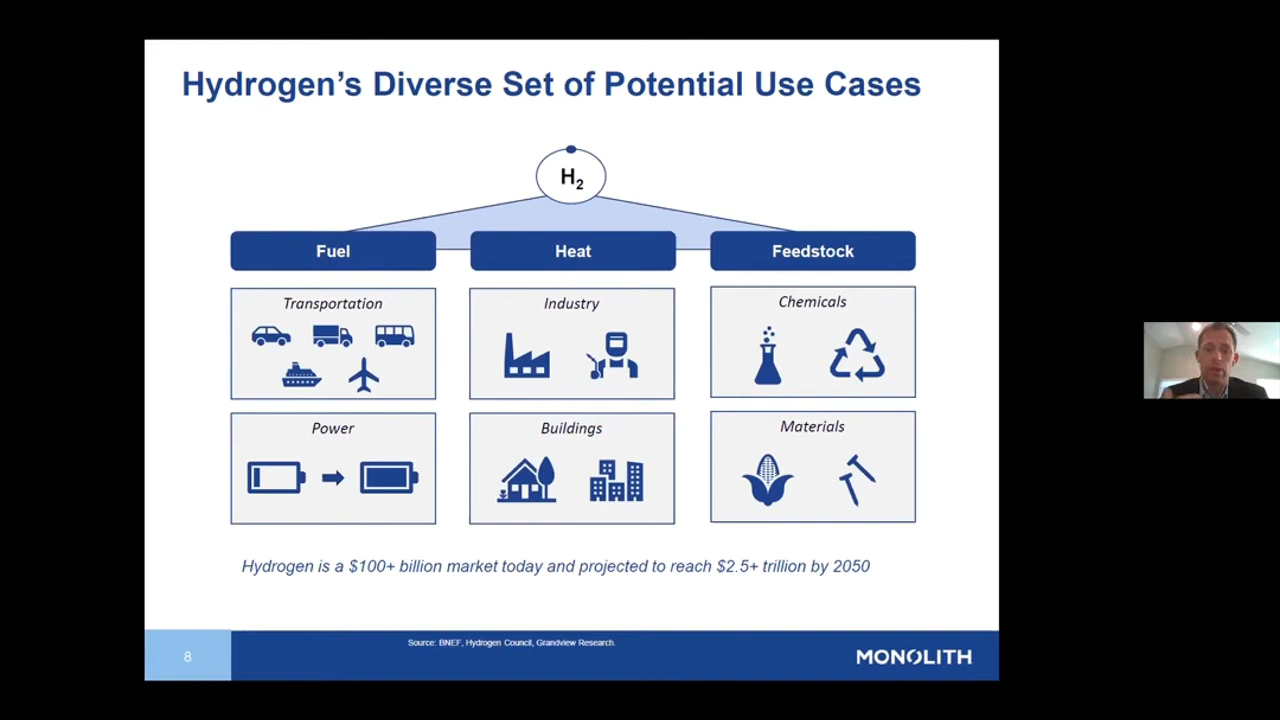 Hydrogen's Diverse Set of Potential Use Cases
H2
Fuel
Heat
Feedstock
Transportation
Industry
Chemicals
Power
Buildings
Materials
Hydrogen is a $100+ billion market today and projected to reach $2.5+ trillion by 2050
Source: BNEF, Hydrogen Council, Grandview Research.
8
MONOLITH